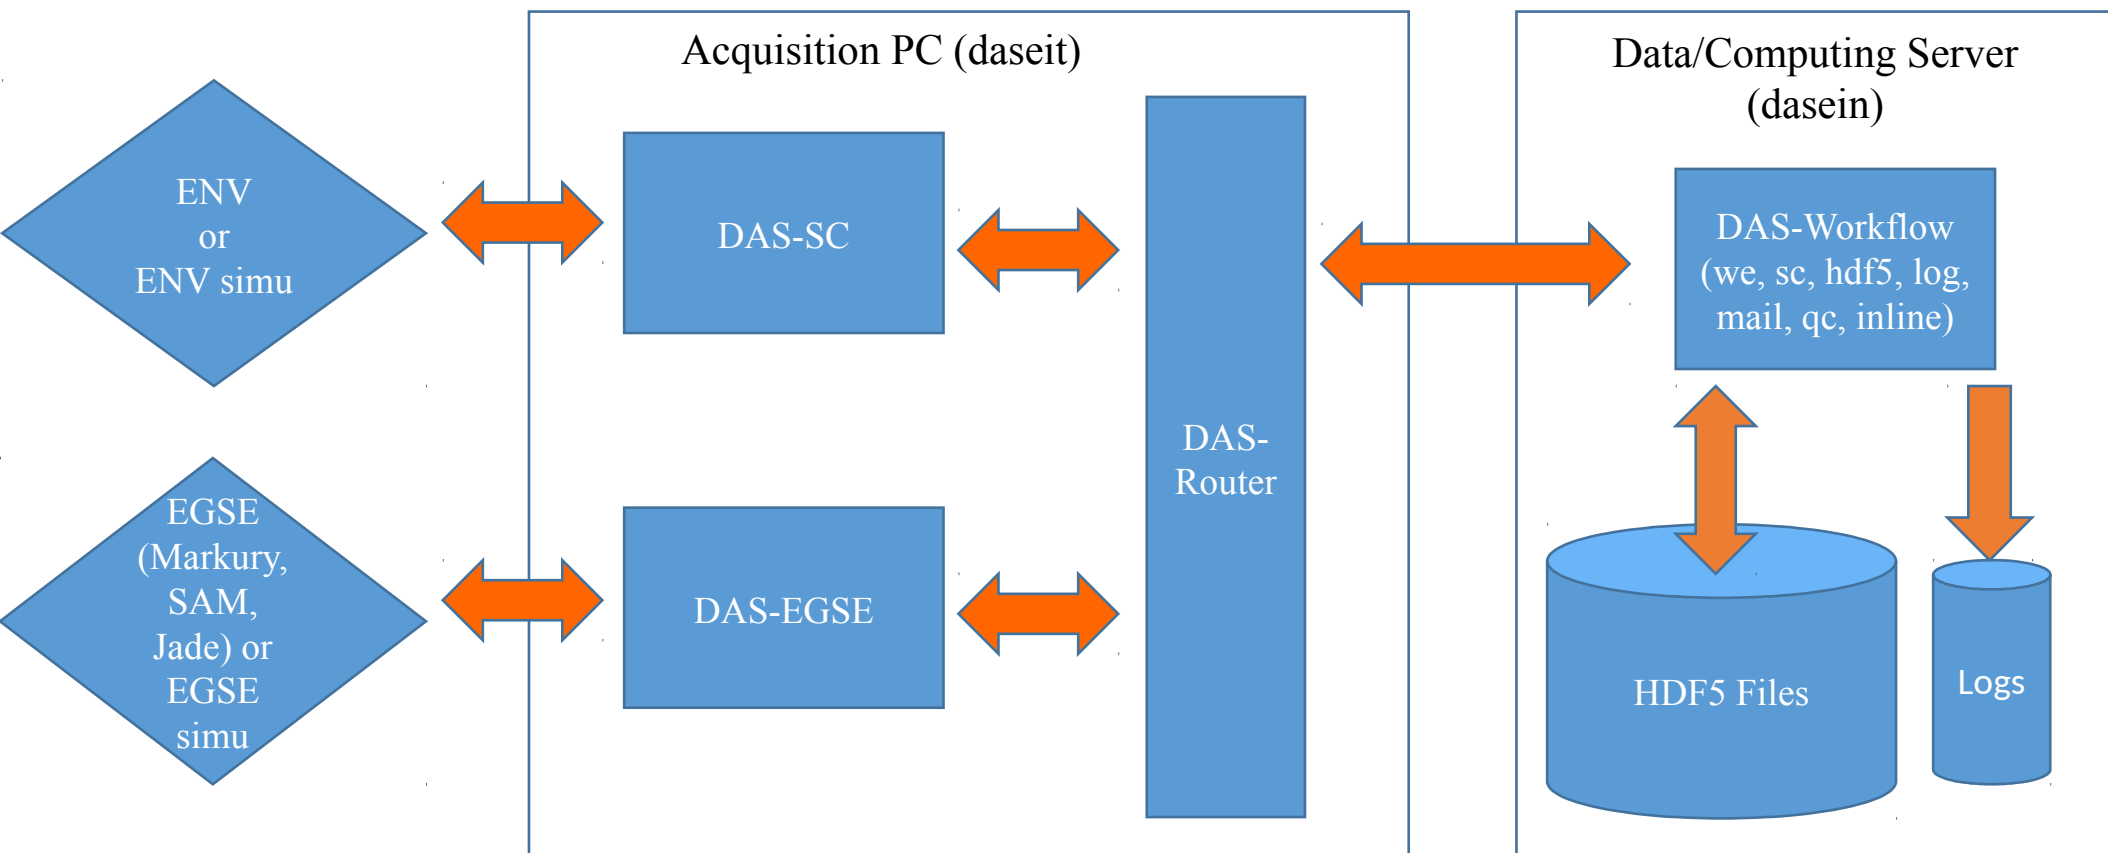 Acquisition PC (daseit)
Data/Computing Server
(dasein)
ENV
or
ENV simu
DAS-SC
DAS-Workflow
(we, sc, hdf5, log,
mail, qc, inline)
EGSE
(Markury,
SAM,
Jade) or
EGSE
simu
DAS-EGSE
DAS-
Router
HDF5 Files
Logs